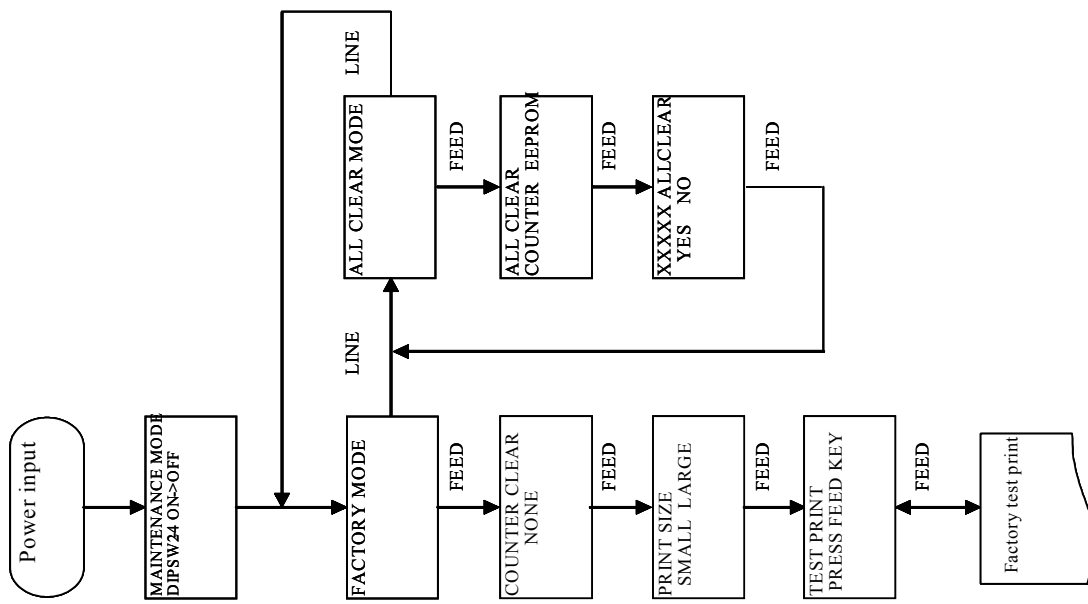 Power input
MAINTENANCE MODE
DIPSW24 ON->OFF
FACTORY MODE
FEED
COUNTER CLEAR
NONE
FEED
PRINT SIZE
SMALL LARGE
FEED
TEST PRINT
PRESS FEED KEY
FEED
Factory test print
LINE
ALL CLEAR MODE
LINE
FEED
ALL CLEAR
COUNTER EEPROM
FEED
XXXXX ALLCLEAR
YES NO
FEED